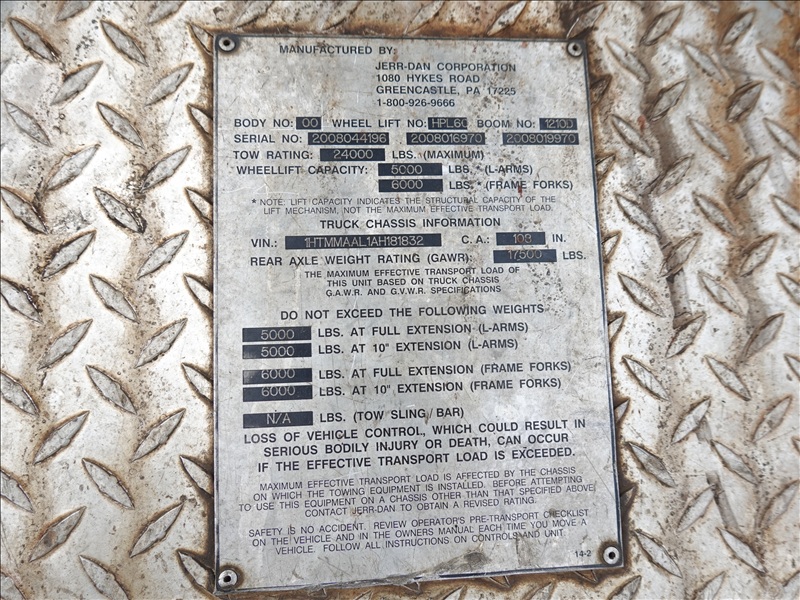 MANUFACTURED BY:
JERR-DAN CORPORATION
1080 HYKES ROAD
GREENCASTLE, PA 17225
1-800-926-9666
BODY NO: 00 WHEEL LIFT NO: HPL60 BOOM NO: 12100
SERIAL NO: 2008044196 2008016970 2008019970
TOW RATING: 24000 LBS. (MAXIMUM)
WHEELLIFT CAPACITY: 5000 LBS. * (L-ARMS)
6000 LBS. * (FRAME FORKS)
* NOTE: LIFT CAPACITY INDICATES THE STRUCTURAL CAPACITY OF THE
LIFT MECHANISM, NOT THE MAXIMUM EFFECTIVE TRANSPORT LOAD.
TRUCK CHASSIS INFORMATION
VIN.: 1HTMMAAL1AH181832 C.A.: 108 IN.
REAR AXLE WEIGHT RATING (GAWR): 17500 LBS.
THE MAXIMUM EFFECTIVE TRANSPORT LOAD OF
THIS UNIT BASED ON TRUCK CHASSIS
G.A.W.R. AND G.V.W.R. SPECIFICATIONS
DO NOT EXCEED THE FOLLOWING WEIGHTS
5000 LBS. AT FULL EXTENSION (L-ARMS)
5000 LBS. AT 10" EXTENSION (L-ARMS)
6000 LBS. AT FULL EXTENSION (FRAME FORKS)
6000 LBS. AT 10" EXTENSION (FRAME FORKS)
N/A LBS. (TOW SLING/BAR)
LOSS OF VEHICLE CONTROL, WHICH COULD RESULT IN
SERIOUS BODILY INJURY OR DEATH, CAN OCCUR
IF THE EFFECTIVE TRANSPORT LOAD IS EXCEEDED.
MAXIMUM EFFECTIVE TRANSPORT LOAD IS AFFECTED BY THE CHASSIS
ON WHICH THE TOWING EQUIPMENT IS INSTALLED. BEFORE ATTEMPTING
TO USE THIS EQUIPMENT ON A CHASSIS OTHER THAN THAT SPECIFIED ABOVE
CONTACT JERR-DAN TO OBTAIN A REVISED RATING.
SAFETY IS NO ACCIDENT. REVIEW OPERATOR'S PRE-TRANSPORT CHECKLIST
ON THE VEHICLE AND IN THE OWNERS MANUAL EACH TIME YOU MOVE A
VEHICLE. FOLLOW ALL INSTRUCTIONS ON CONTROLS AND UNIT.
14-2